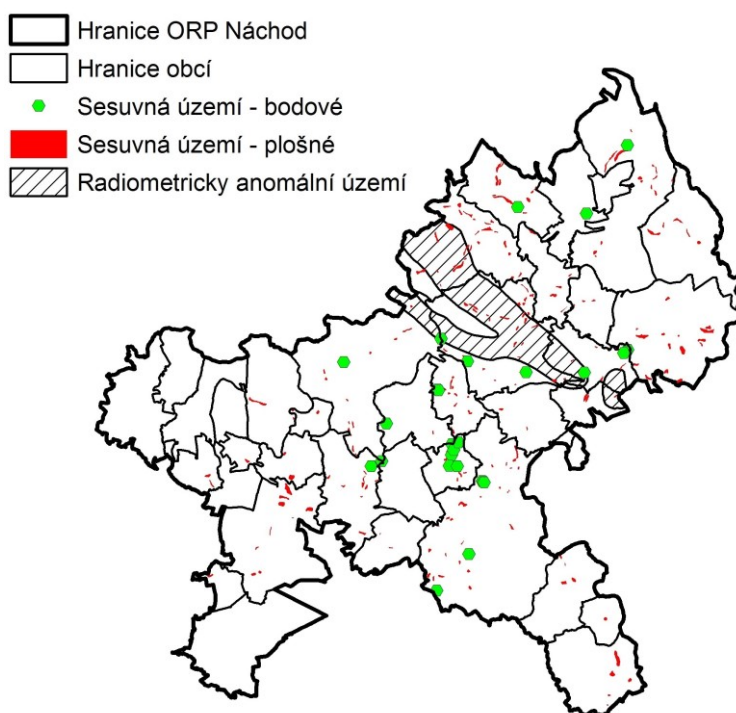 Hranice ORP Náchod
Hranice obcí
Sesuvná území - bodové
Sesuvná území - plošné
Radiometricky anomální území